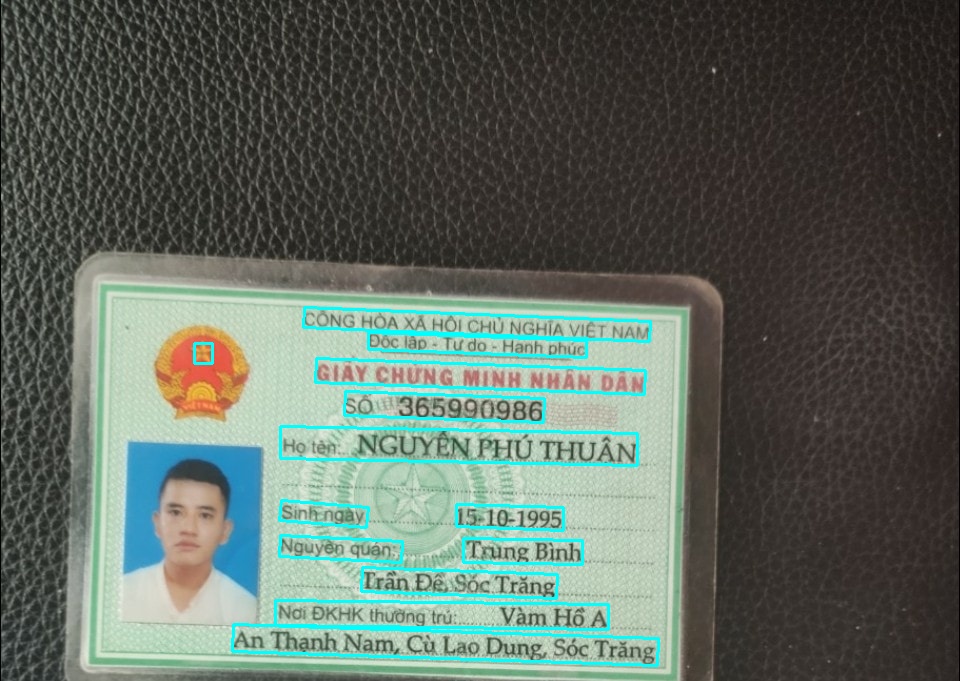 CỘNG HÒA XÃ HỘI CHỦ NGHĨA VIỆT NAM
Độc lập - Tự do - Hạnh phúc
GIẤY CHỨNG MINH NHÂN DÂN
SỐ 365990986
Họ tên: NGUYỄN PHÚ THUẬN
Sinh ngày 15-10-1995
Nguyên quán: Trung Bình
Trần Đề, Sóc Trăng
Nơi ĐKHK thường trú: Vàm Hồ A
An Thạnh Nam, Cù Lao Dung, Sóc Trăng
VIỆT NAM